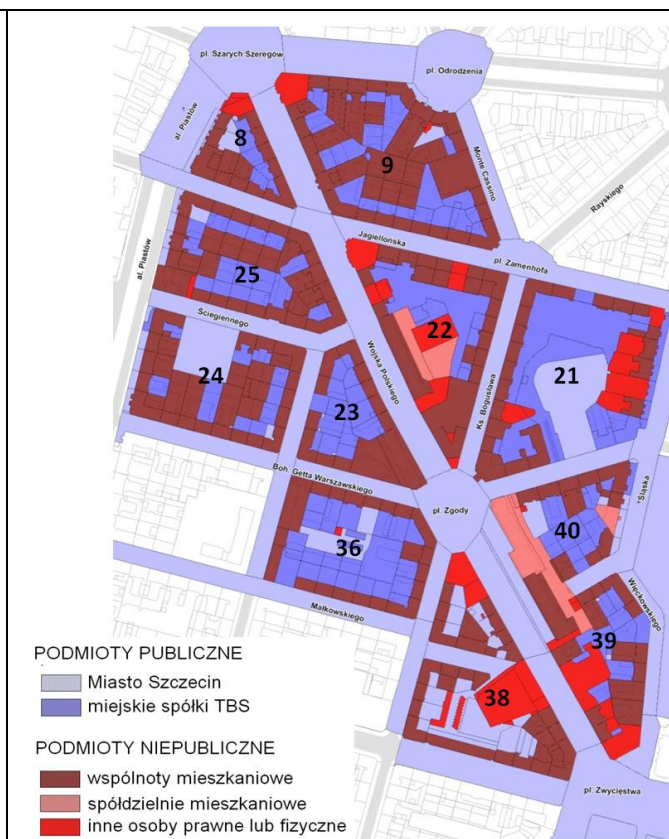 pl. Szarych Szeregów
pl. Odrodzenia
al. Piastów
8
9
Monte Cassino
Rayskiego
Jagiellońska
pl. Zamenhofa
al. Piastów
25
Ściegiennego
Wojska Polskiego
22
21
24
23
Ks. Bogusława
Śląska
Boh. Getta Warszawskiego
pl. Zgody
40
36
Małkowskiego
Więckowskiego
39
38
pl. Zwycięstwa
PODMIOTY PUBLICZNE
Miasto Szczecin
miejskie spółki TBS
PODMIOTY NIEPUBLICZNE
wspólnoty mieszkaniowe
spółdzielnie mieszkaniowe
inne osoby prawne lub fizyczne